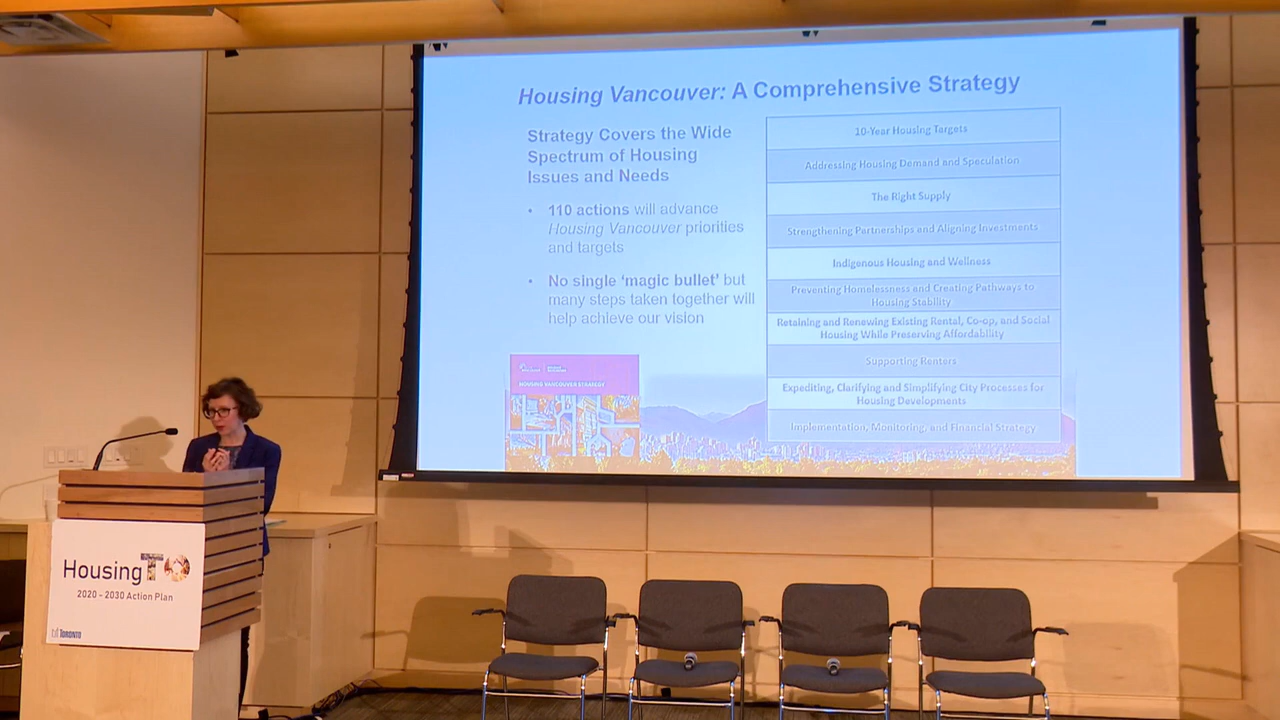 Housing Vancouver: A Comprehensive Strategy
Strategy Covers the Wide
Spectrum of Housing
Issues and Needs
• 110 actions will advance
Housing Vancouver priorities
and targets
• No single ‘magic bullet’ but
many steps taken together will
help achieve our vision
10-Year Housing Targets
Addressing Housing Demand and Speculation
The Right Supply
Strengthening Partnerships and Aligning Investments
Indigenous Housing and Wellness
Preventing Homelessness and Creating Pathways to
Housing Stability
Retaining and Renewing Existing Rental, Co-op, and Social
Housing While Preserving Affordability
Supporting Renters
Expediting, Clarifying and Simplifying City Processes for
Housing Developments
Implementation, Monitoring, and Financial Strategy
HOUSING VANCOUVER STRATEGY
HousingTO
2020 - 2030 Action Plan
TORONTO